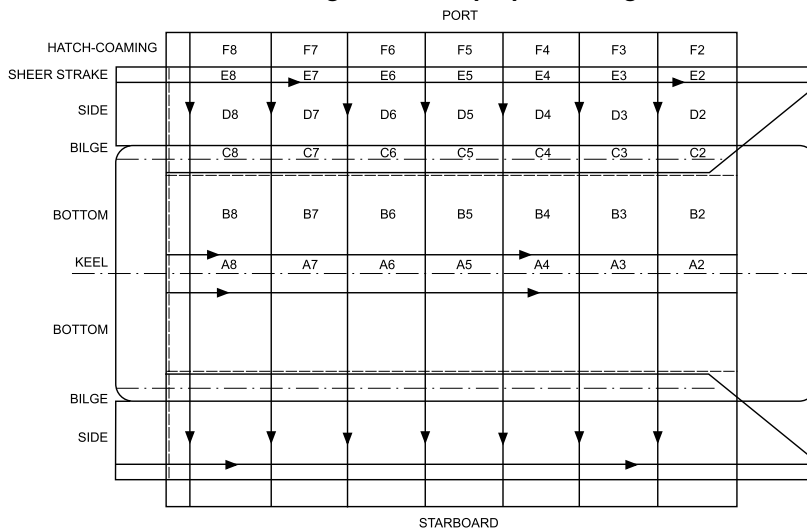 PORT
HATCH-COAMING F8 F7 F6 F5 F4 F3 F2
SHEER STRAKE E8 E7 E6 E5 E4 E3 E2
SIDE D8 D7 D6 D5 D4 D3 D2
BILGE C8 C7 C6 C5 C4 C3 C2
BOTTOM B8 B7 B6 B5 B4 B3 B2
KEEL A8 A7 A6 A5 A4 A3 A2
BOTTOM
BILGE
SIDE
STARBOARD